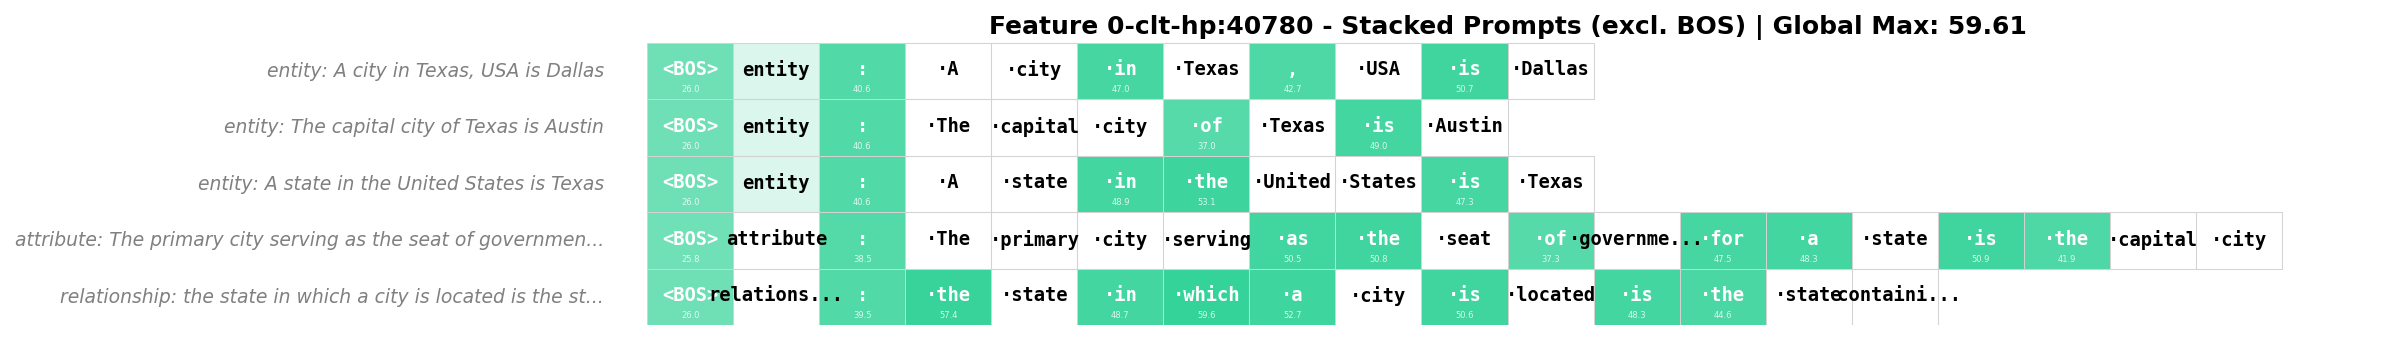 Feature 0-clt-hp:40780 - Stacked Prompts (excl. BOS) | Global Max: 59.61
entity: A city in Texas, USA is Dallas <BOS> entity : ·A ·city ·in ·Texas , ·USA ·is ·Dallas
26.0 40.6 47.0 42.7 50.7
entity: The capital city of Texas is Austin <BOS> entity : ·The ·capital ·city ·of ·Texas ·is ·Austin
26.0 40.6 37.0 49.0
entity: A state in the United States is Texas <BOS> entity : ·A ·state ·in ·the ·United ·States ·is ·Texas
26.0 40.6 48.9 53.1 47.3
attribute: The primary city serving as the seat of governmen... <BOS> attribute : ·The ·primary ·city ·serving ·as ·the ·seat ·of ·governme... ·for ·a ·state ·is ·the ·capital ·city
25.8 38.5 50.5 50.8 37.3 47.5 48.3 50.9 41.9
relationship: the state in which a city is located is the st... <BOS> relations... : ·the ·state ·in ·which ·a ·city ·is ·located ·is ·the ·state containi...
26.0 39.5 57.4 48.7 59.6 52.7 50.6 48.3 44.6